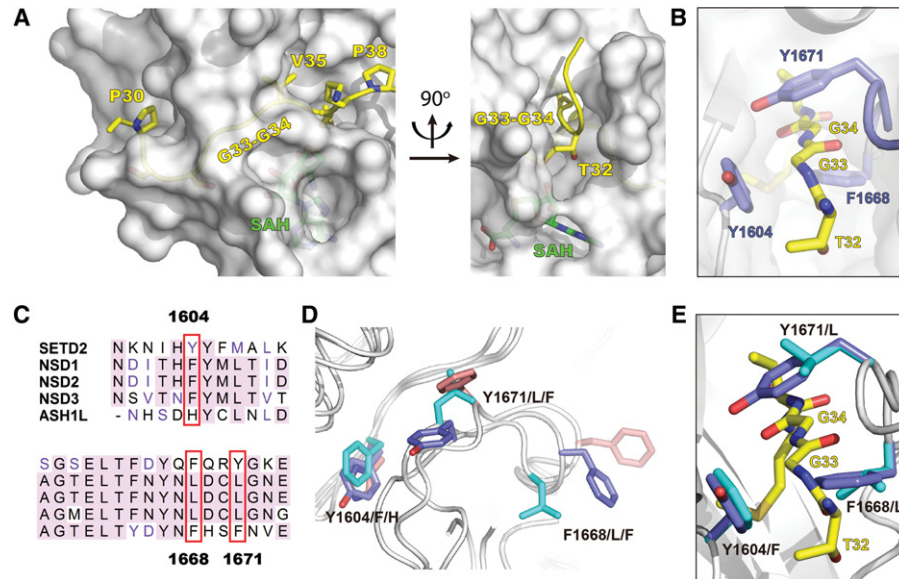 A
P30
V35
P38
G33-G34
SAH
90°
G33-G34
T32
SAH
B
Y1671
G34
G33
F1668
Y1604
T32
C
1604
SETD2 NKNIHYYFMALK
NSD1 NDITHFYMLTID
NSD2 NDITHFYMLTID
NSD3 NSVTNFYMLTVT
ASH1L -NHSDHYCLNLD
SGSELTFDYQFQRYGKE
AGTELTFNYNLDCLGNE
AGTELTFNYNLDCLGNE
AGMELTFNYNLDCLGNG
AGTELTYDYNFHSFNVE
1668 1671
D
Y1671/L/F
Y1604/F/H
F1668/L/F
E
Y1671/L
G34
G33
F1668/L
Y1604/F
T32